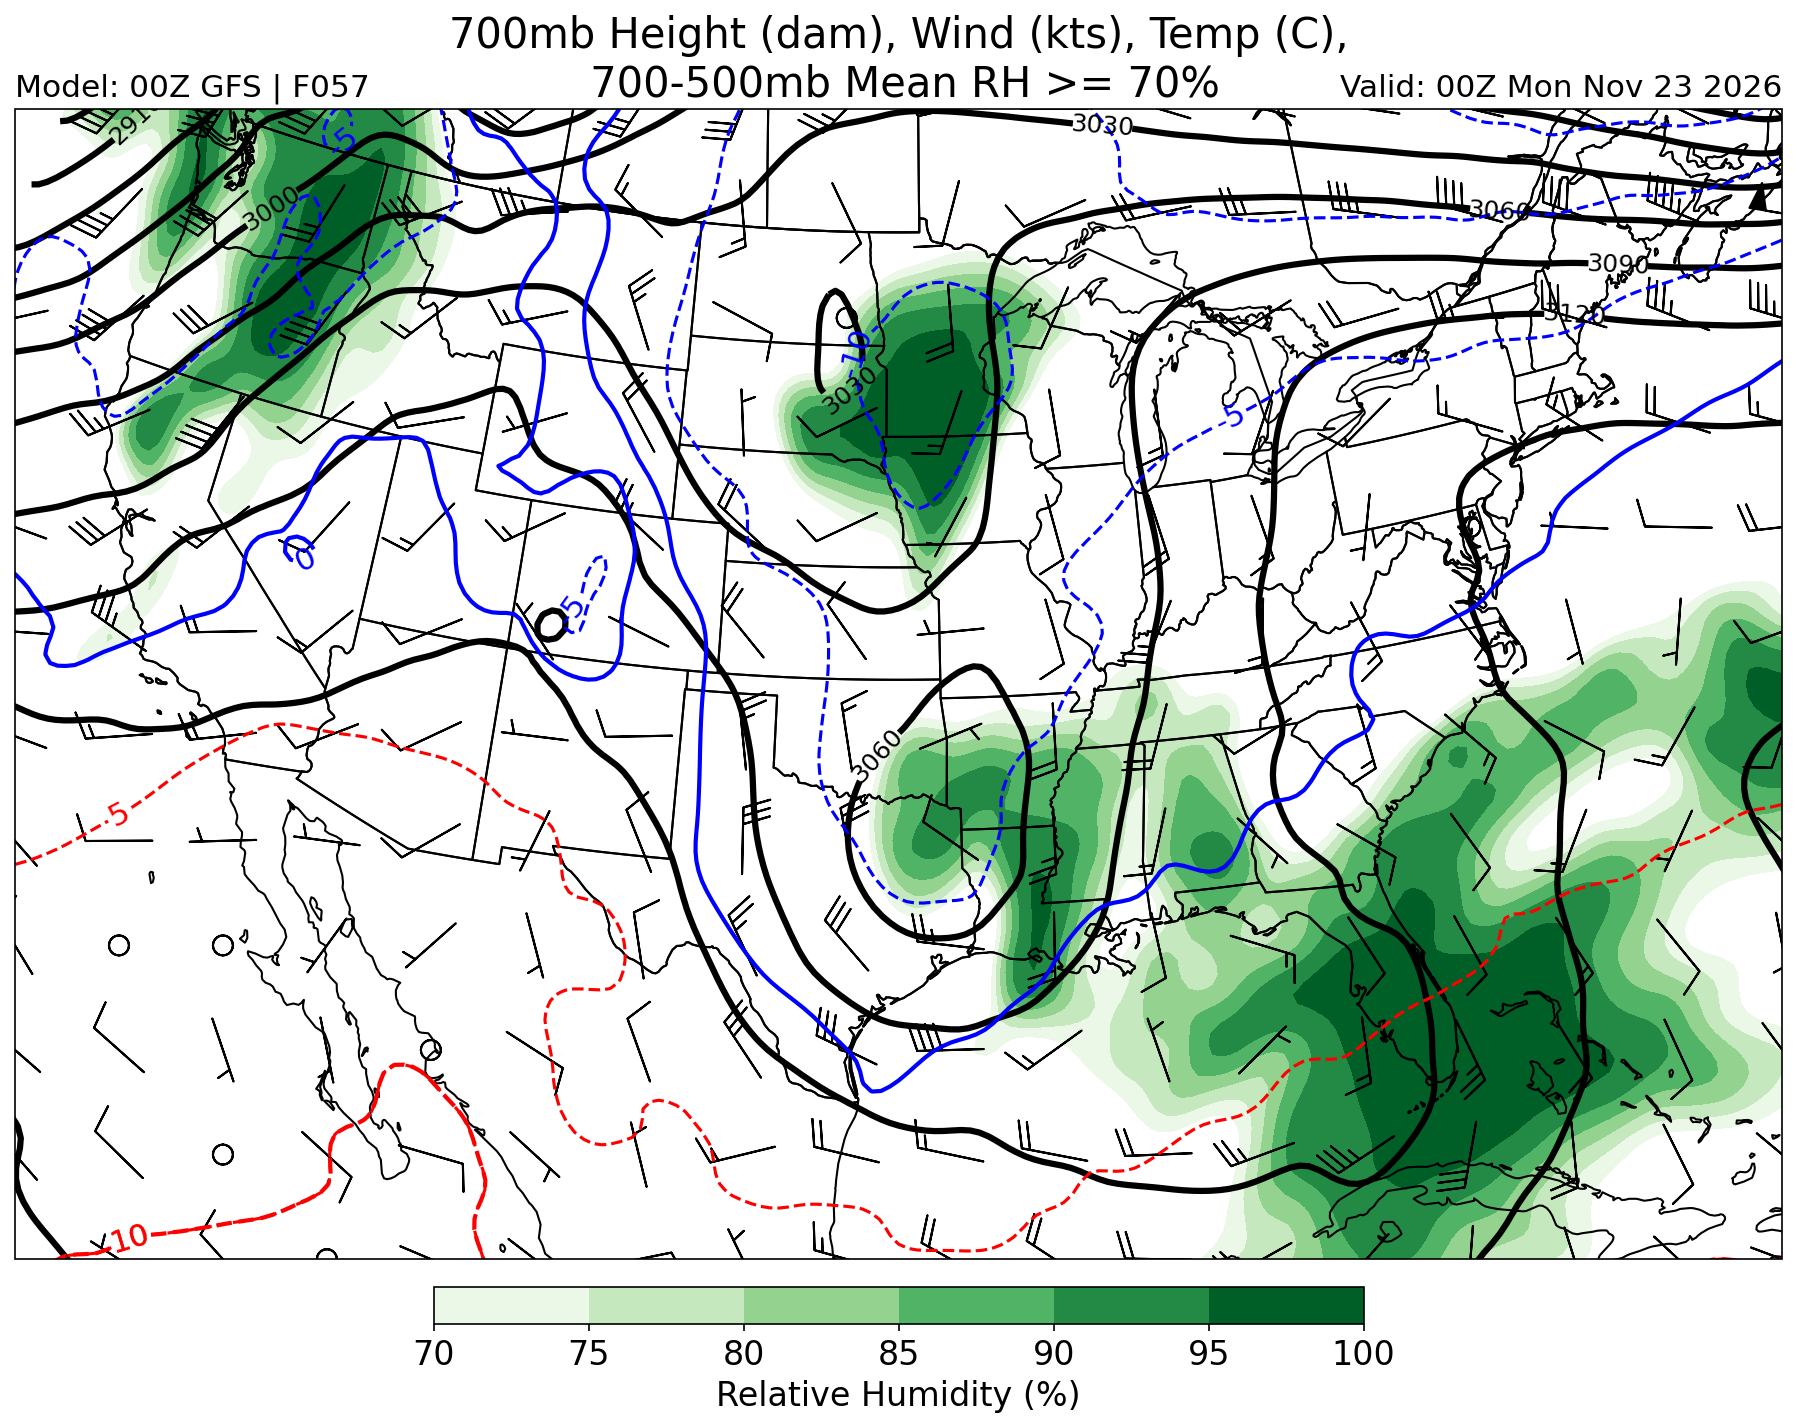 700mb Height (dam), Wind (kts), Temp (C),
700-500mb Mean RH >= 70%
Model: 00Z GFS | F057
Valid: 00Z Mon Nov 23 2026
3030
-5
3000
3060
3090
3120
-10
3030
-5
0
-5
3060
5
10
70 75 80 85 90 95 100
Relative Humidity (%)